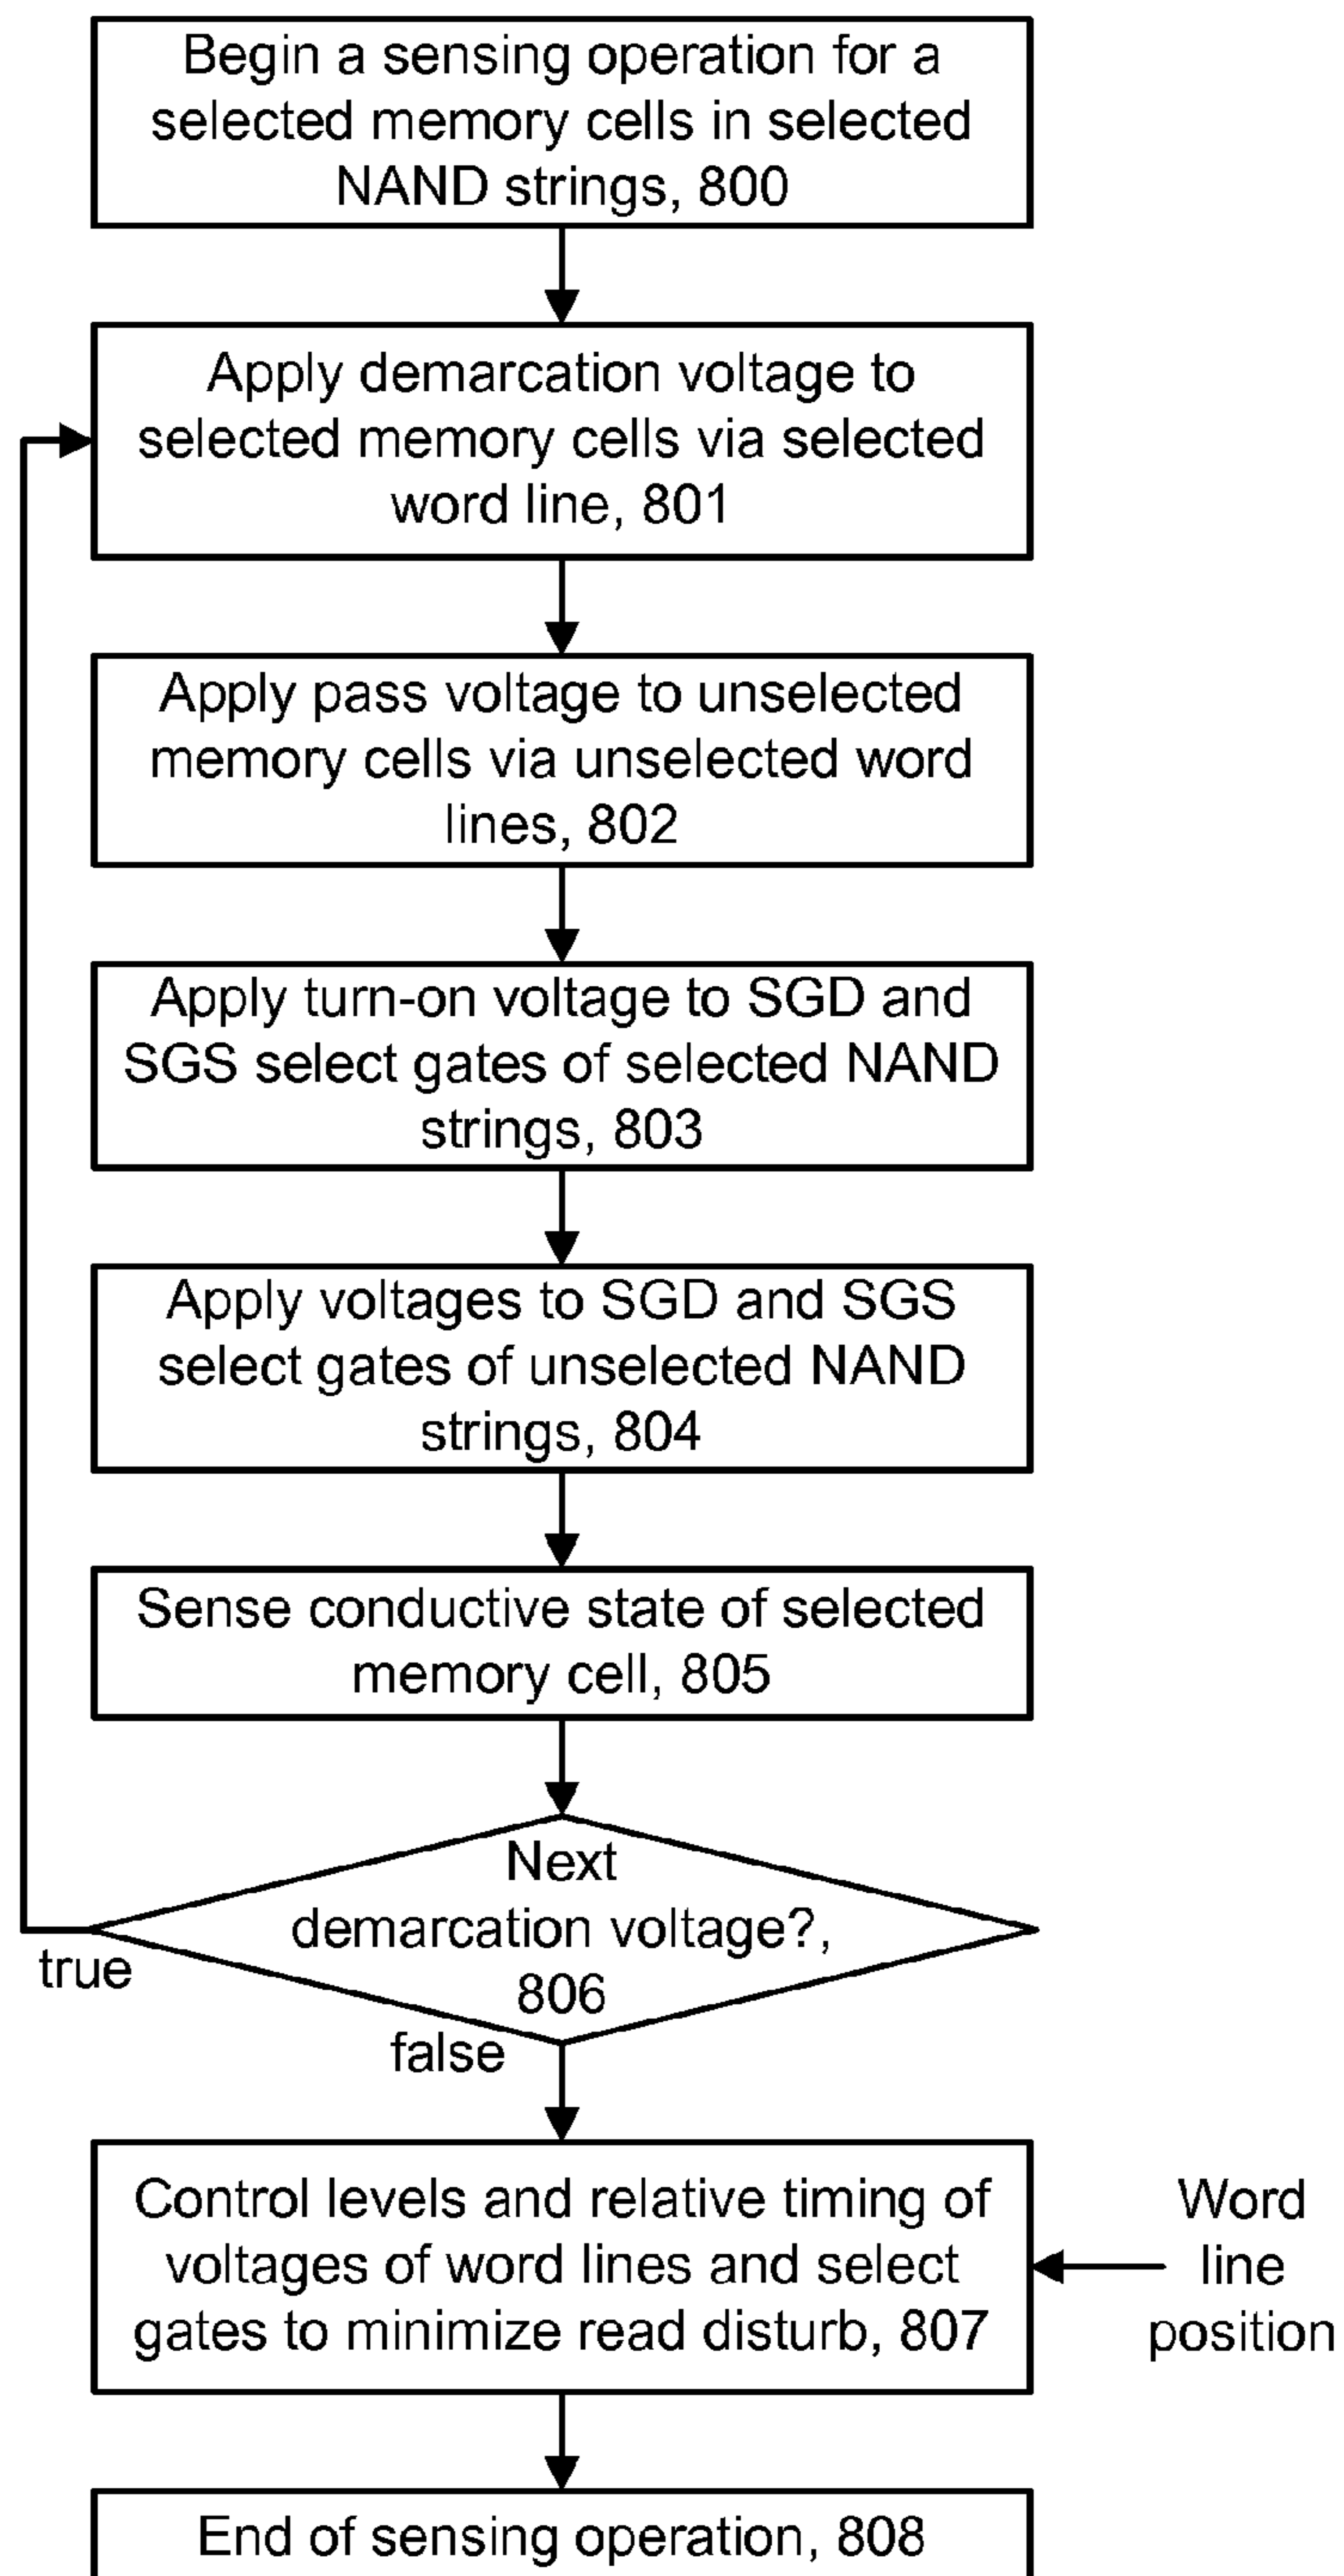 Begin a sensing operation for a
selected memory cells in selected
NAND strings, 800
Apply demarcation voltage to
selected memory cells via selected
word line, 801
Apply pass voltage to unselected
memory cells via unselected word
lines, 802
Apply turn-on voltage to SGD and
SGS select gates of selected NAND
strings, 803
Apply voltages to SGD and SGS
select gates of unselected NAND
strings, 804
Sense conductive state of selected
memory cell, 805
Next
demarcation voltage?,
806
true
false
Control levels and relative timing of
voltages of word lines and select
gates to minimize read disturb, 807
Word
line
position
End of sensing operation, 808